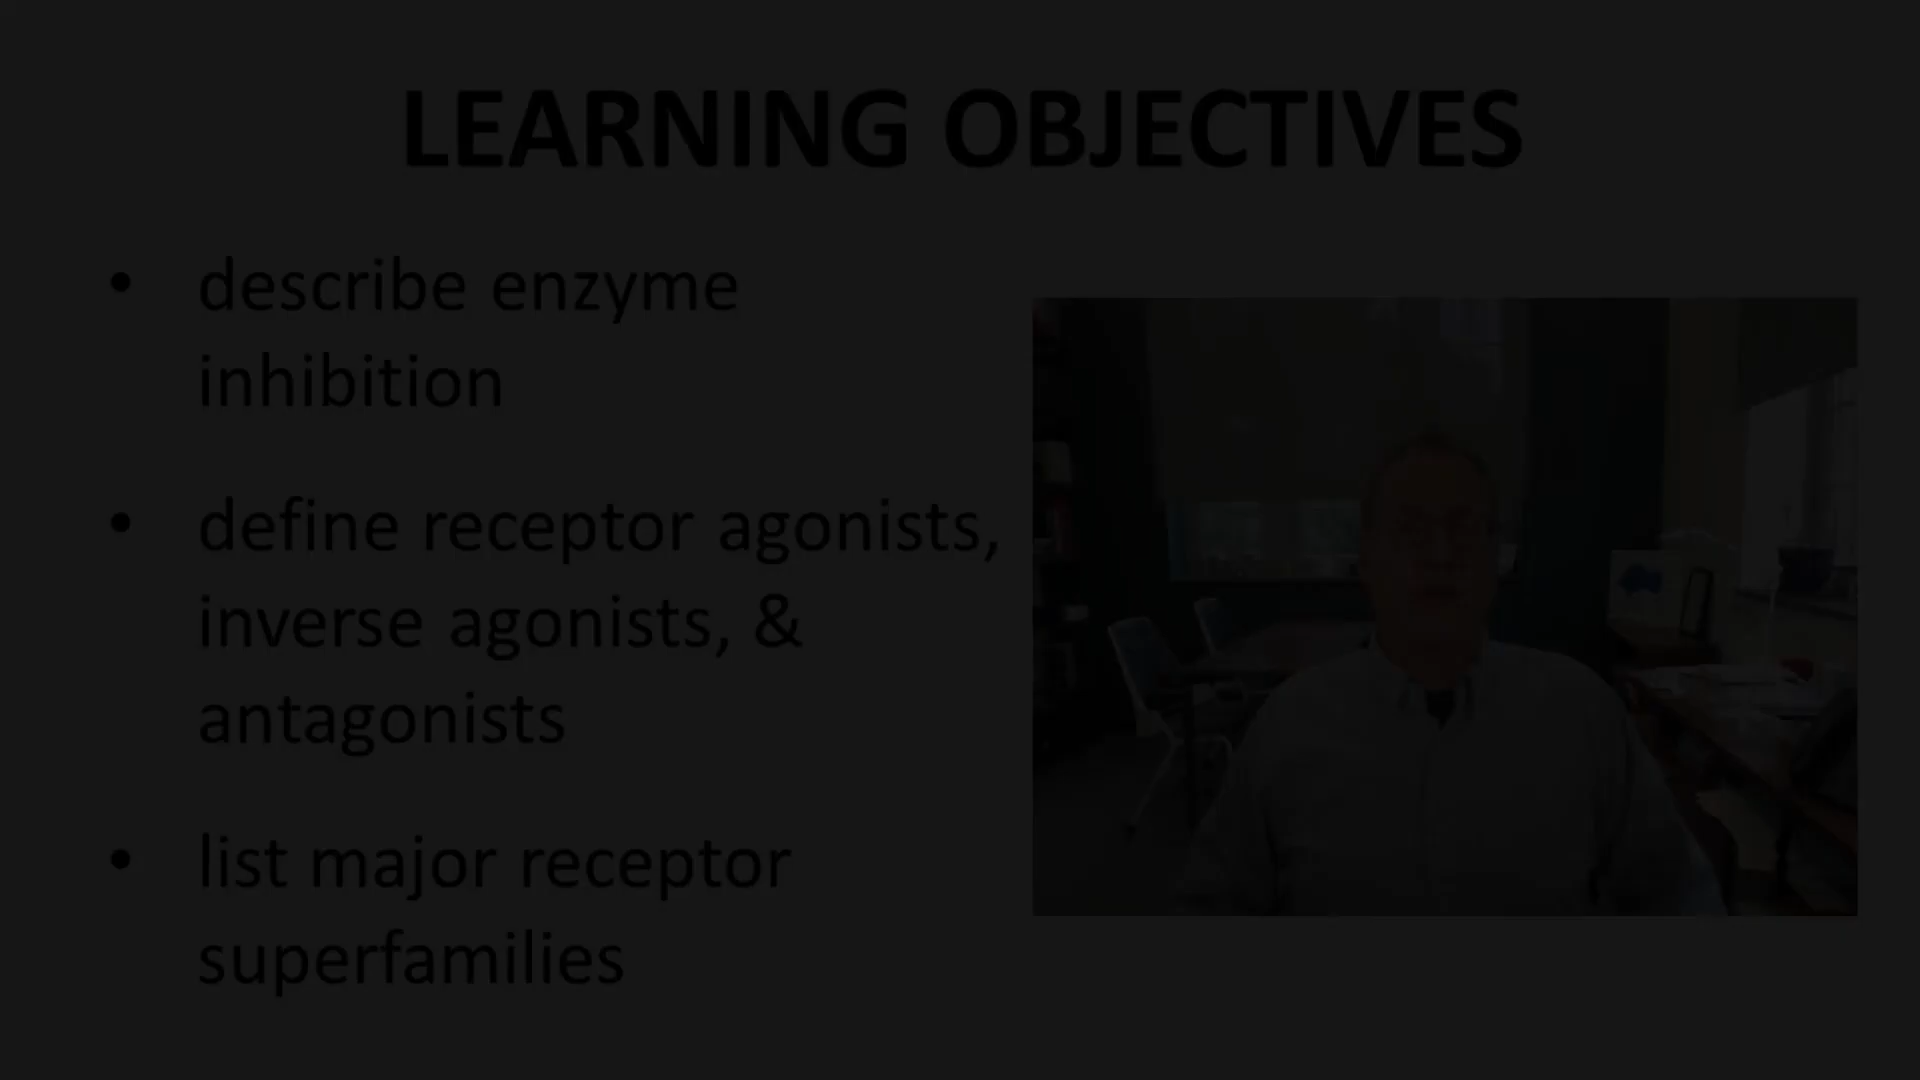 LEARNING OBJECTIVES
• describe enzyme
inhibition
• define receptor agonists,
inverse agonists, &
antagonists
• list major receptor
superfamilies